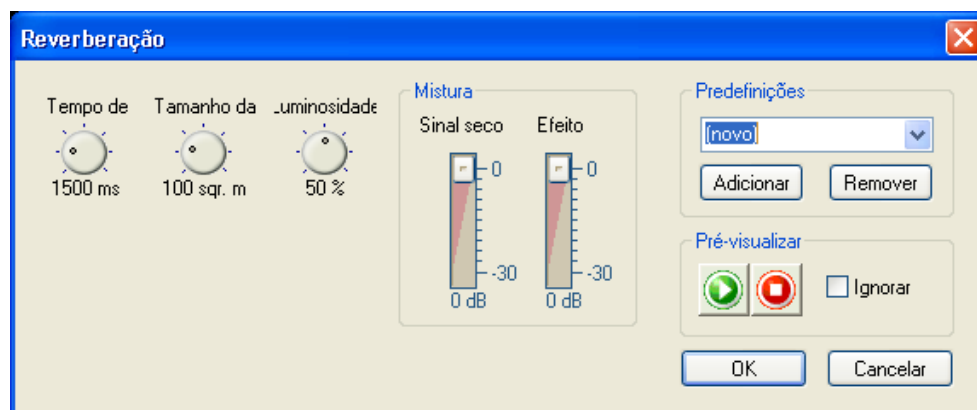 Reverberação
Tempo de
1500 ms
Tamanho da
100 sqr. m
Luminosidade
50 %
Mistura
Sinal seco
0
-30
0 dB
Efeito
0
-30
0 dB
Predefinições
(novo)
Adicionar
Remover
Pré-visualizar
Ignorar
OK
Cancelar